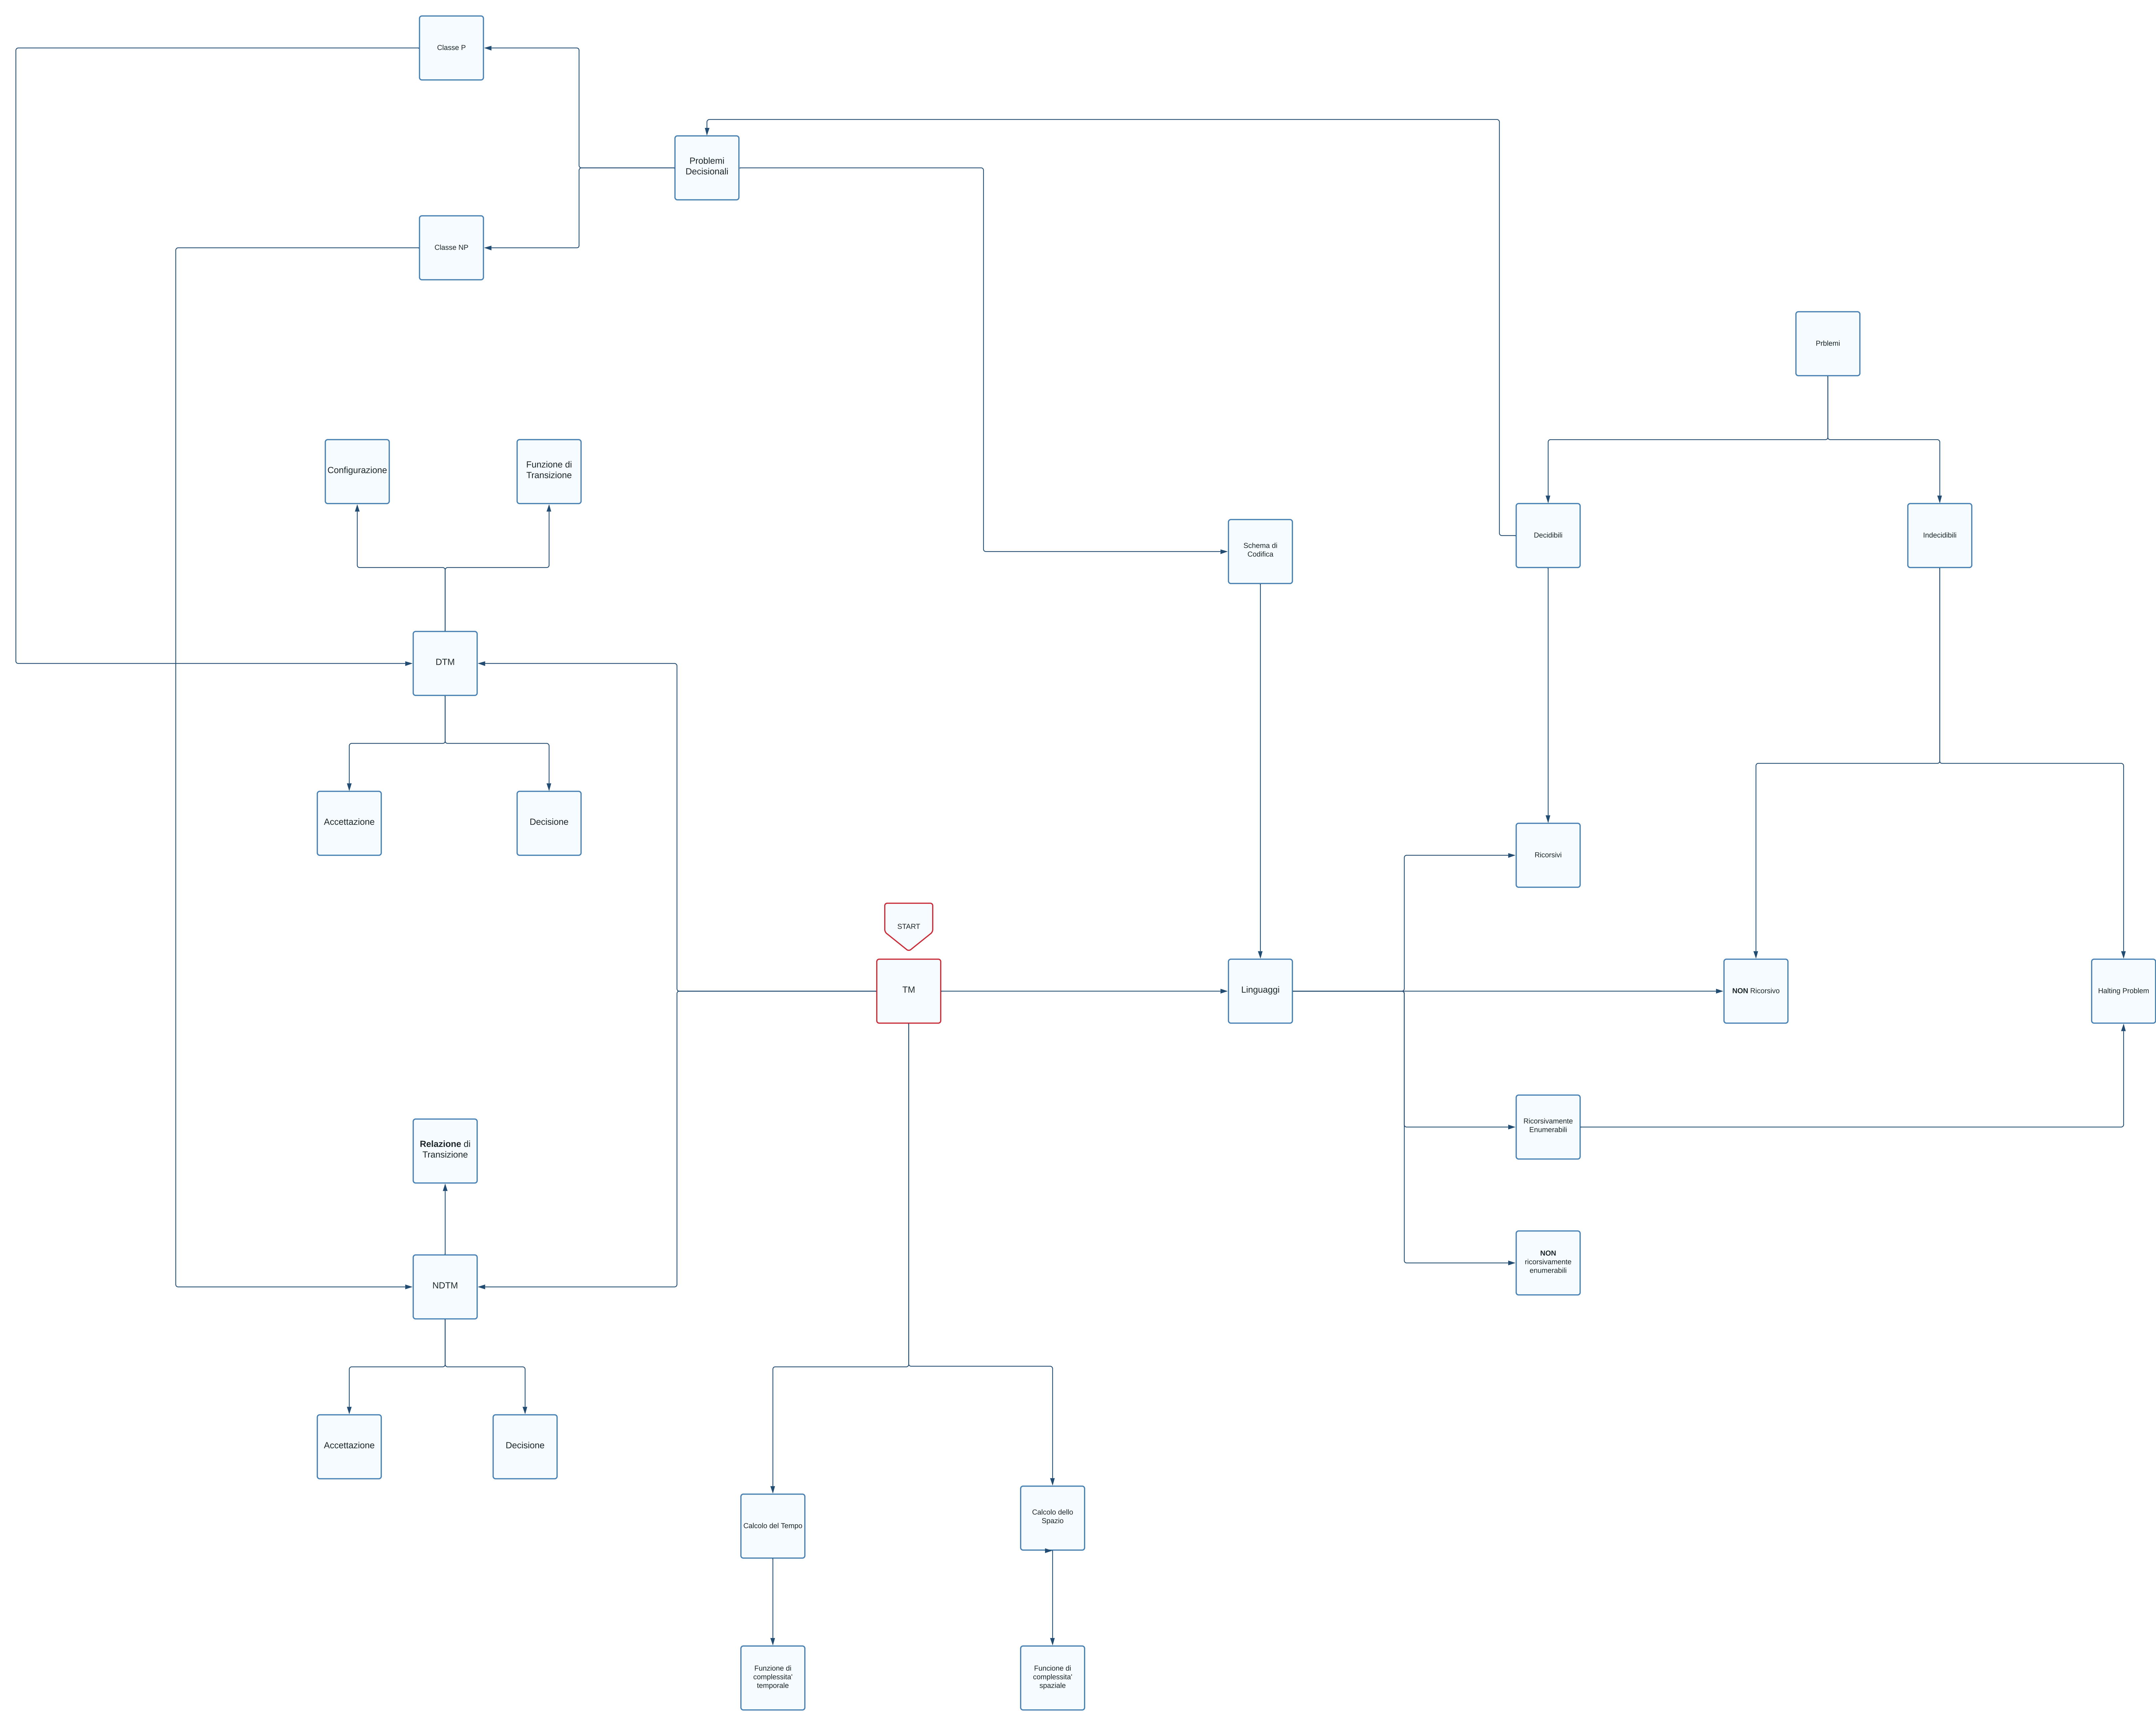 Classe P
Problemi
Decisionali
Classe NP
Prblemi
Configurazione
Funzione di
Transizione
Schema di
Codifica
Decidibili
Indecidibili
DTM
Accettazione
Decisione
Ricorsivi
START
TM
Linguaggi
NON Ricorsivo
Halting Problem
Ricorsivamente
Enumerabili
Relazione di
Transizione
NON
ricorsivamente
enumerabili
NDTM
Accettazione
Decisione
Calcolo del Tempo
Calcolo dello
Spazio
Funzione di
complessita'
temporale
Funcione di
complessita'
spaziale